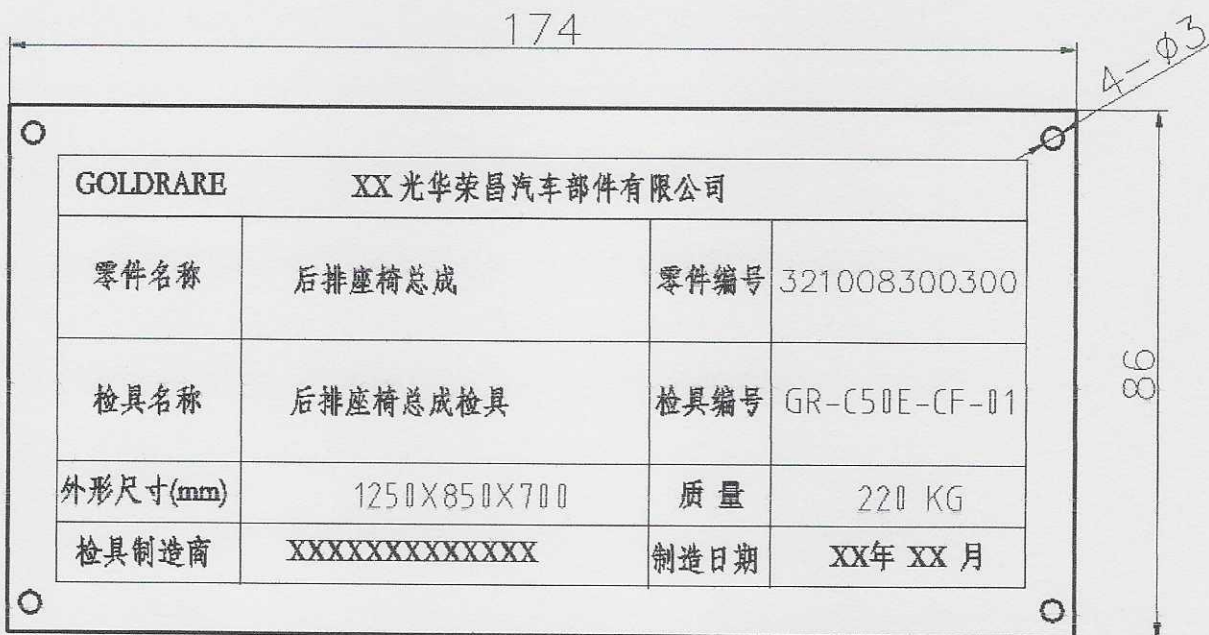 174
4-Ø3
GOLDRARE XX光华荣昌汽车部件有限公司
零件名称 后排座椅总成 零件编号 321008300300
86
检具名称 后排座椅总成检具 检具编号 GR-C50E-CF-01
外形尺寸(mm) 1250X850X700 质量 220 KG
检具制造商 XXXXXXXXXXXXX 制造日期 XX年 XX 月